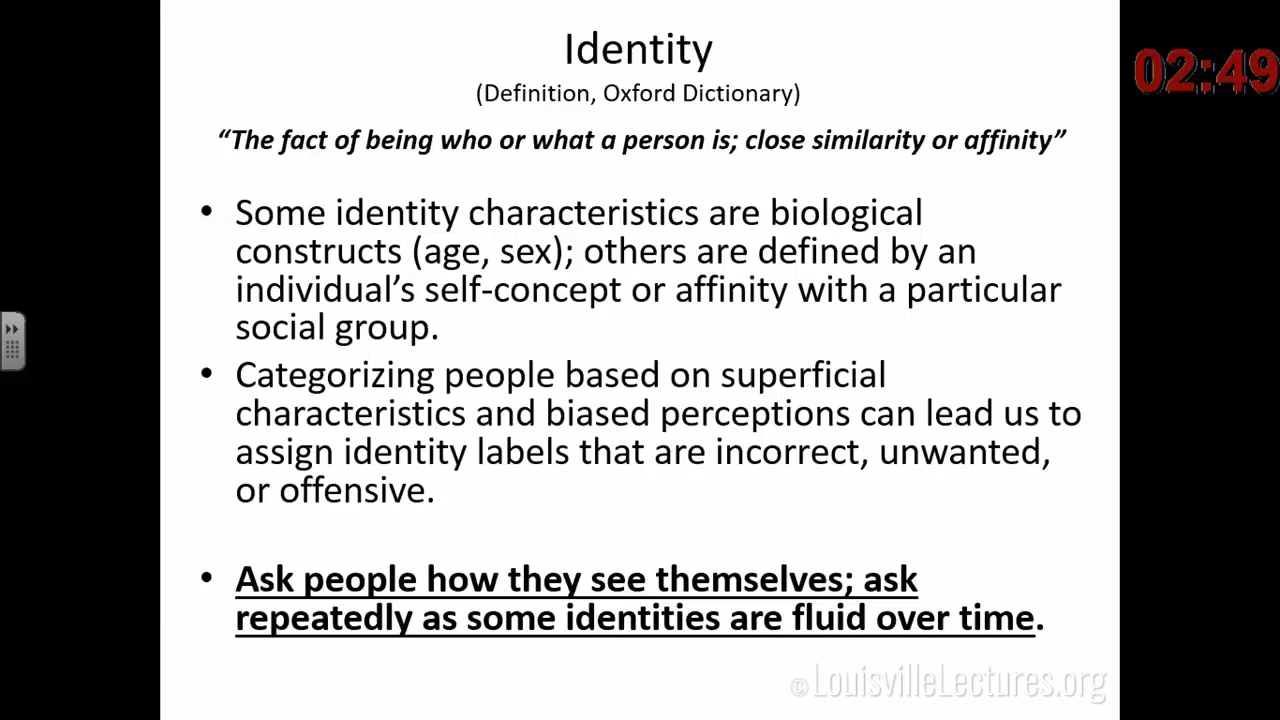 Identity
02:49
(Definition, Oxford Dictionary)
“The fact of being who or what a person is; close similarity or affinity”
• Some identity characteristics are biological
constructs (age, sex); others are defined by an
individual’s self-concept or affinity with a particular
social group.
• Categorizing people based on superficial
characteristics and biased perceptions can lead us to
assign identity labels that are incorrect, unwanted,
or offensive.
• Ask people how they see themselves; ask
repeatedly as some identities are fluid over time.
©LouisvilleLectures.org